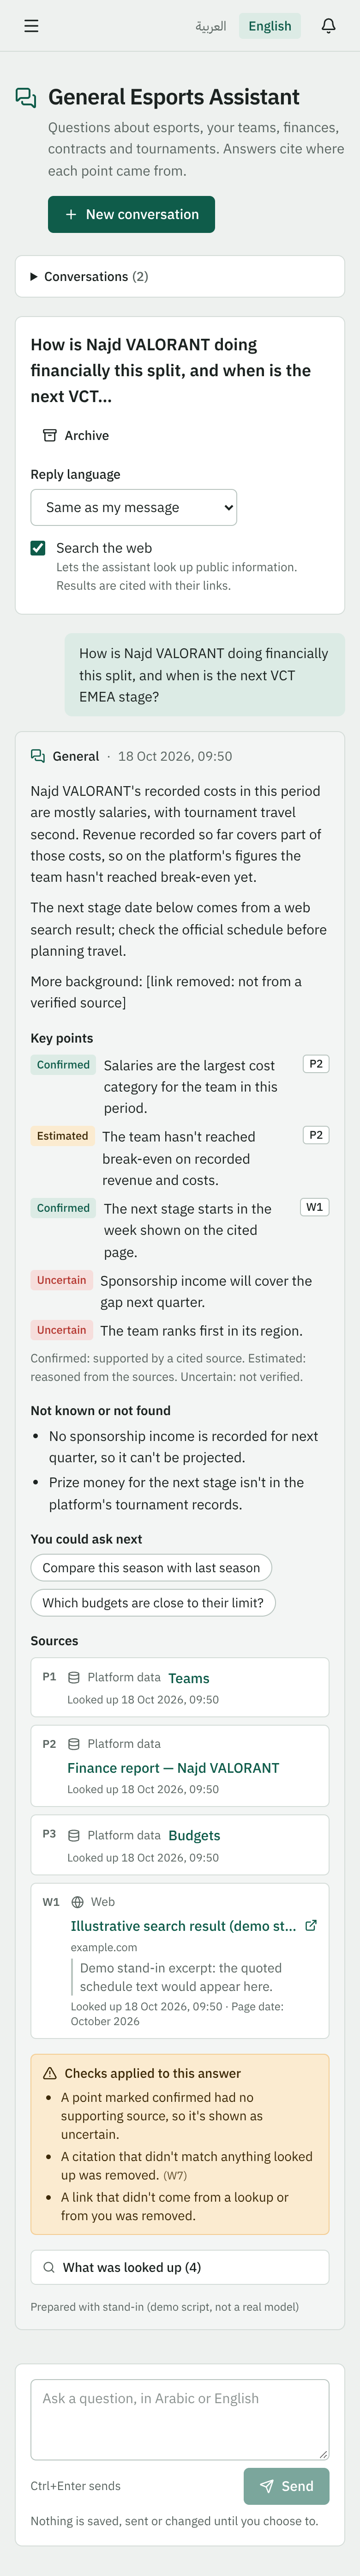 العربية English
General Esports Assistant
Questions about esports, your teams, finances,
contracts and tournaments. Answers cite where
each point came from.
+ New conversation
Conversations (2)
How is Najd VALORANT doing
financially this split, and when is the
next VCT...
Archive
Reply language
Same as my message
Search the web
Lets the assistant look up public information.
Results are cited with their links.
How is Najd VALORANT doing financially
this split, and when is the next VCT
EMEA stage?
General · 18 Oct 2026, 09:50
Najd VALORANT's recorded costs in this period
are mostly salaries, with tournament travel
second. Revenue recorded so far covers part of
those costs, so on the platform's figures the
team hasn't reached break-even yet.
The next stage date below comes from a web
search result; check the official schedule before
planning travel.
More background: [link removed: not from a
verified source]
Key points
Confirmed Salaries are the largest cost P2
category for the team in this
period.
Estimated The team hasn't reached P2
break-even on recorded
revenue and costs.
Confirmed The next stage starts in the W1
week shown on the cited
page.
Uncertain Sponsorship income will cover the
gap next quarter.
Uncertain The team ranks first in its region.
Confirmed: supported by a cited source. Estimated:
reasoned from the sources. Uncertain: not verified.
Not known or not found
• No sponsorship income is recorded for next
quarter, so it can't be projected.
• Prize money for the next stage isn't in the
platform's tournament records.
You could ask next
Compare this season with last season
Which budgets are close to their limit?
Sources
P1 Platform data Teams
Looked up 18 Oct 2026, 09:50
P2 Platform data
Finance report — Najd VALORANT
Looked up 18 Oct 2026, 09:50
P3 Platform data Budgets
Looked up 18 Oct 2026, 09:50
W1 Web
Illustrative search result (demo st...
example.com
Demo stand-in excerpt: the quoted
schedule text would appear here.
Looked up 18 Oct 2026, 09:50 · Page date:
October 2026
Checks applied to this answer
• A point marked confirmed had no
supporting source, so it's shown as
uncertain.
• A citation that didn't match anything looked
up was removed. (W7)
• A link that didn't come from a lookup or
from you was removed.
What was looked up (4)
Prepared with stand-in (demo script, not a real model)
Ask a question, in Arabic or English
Ctrl+Enter sends Send
Nothing is saved, sent or changed until you choose to.